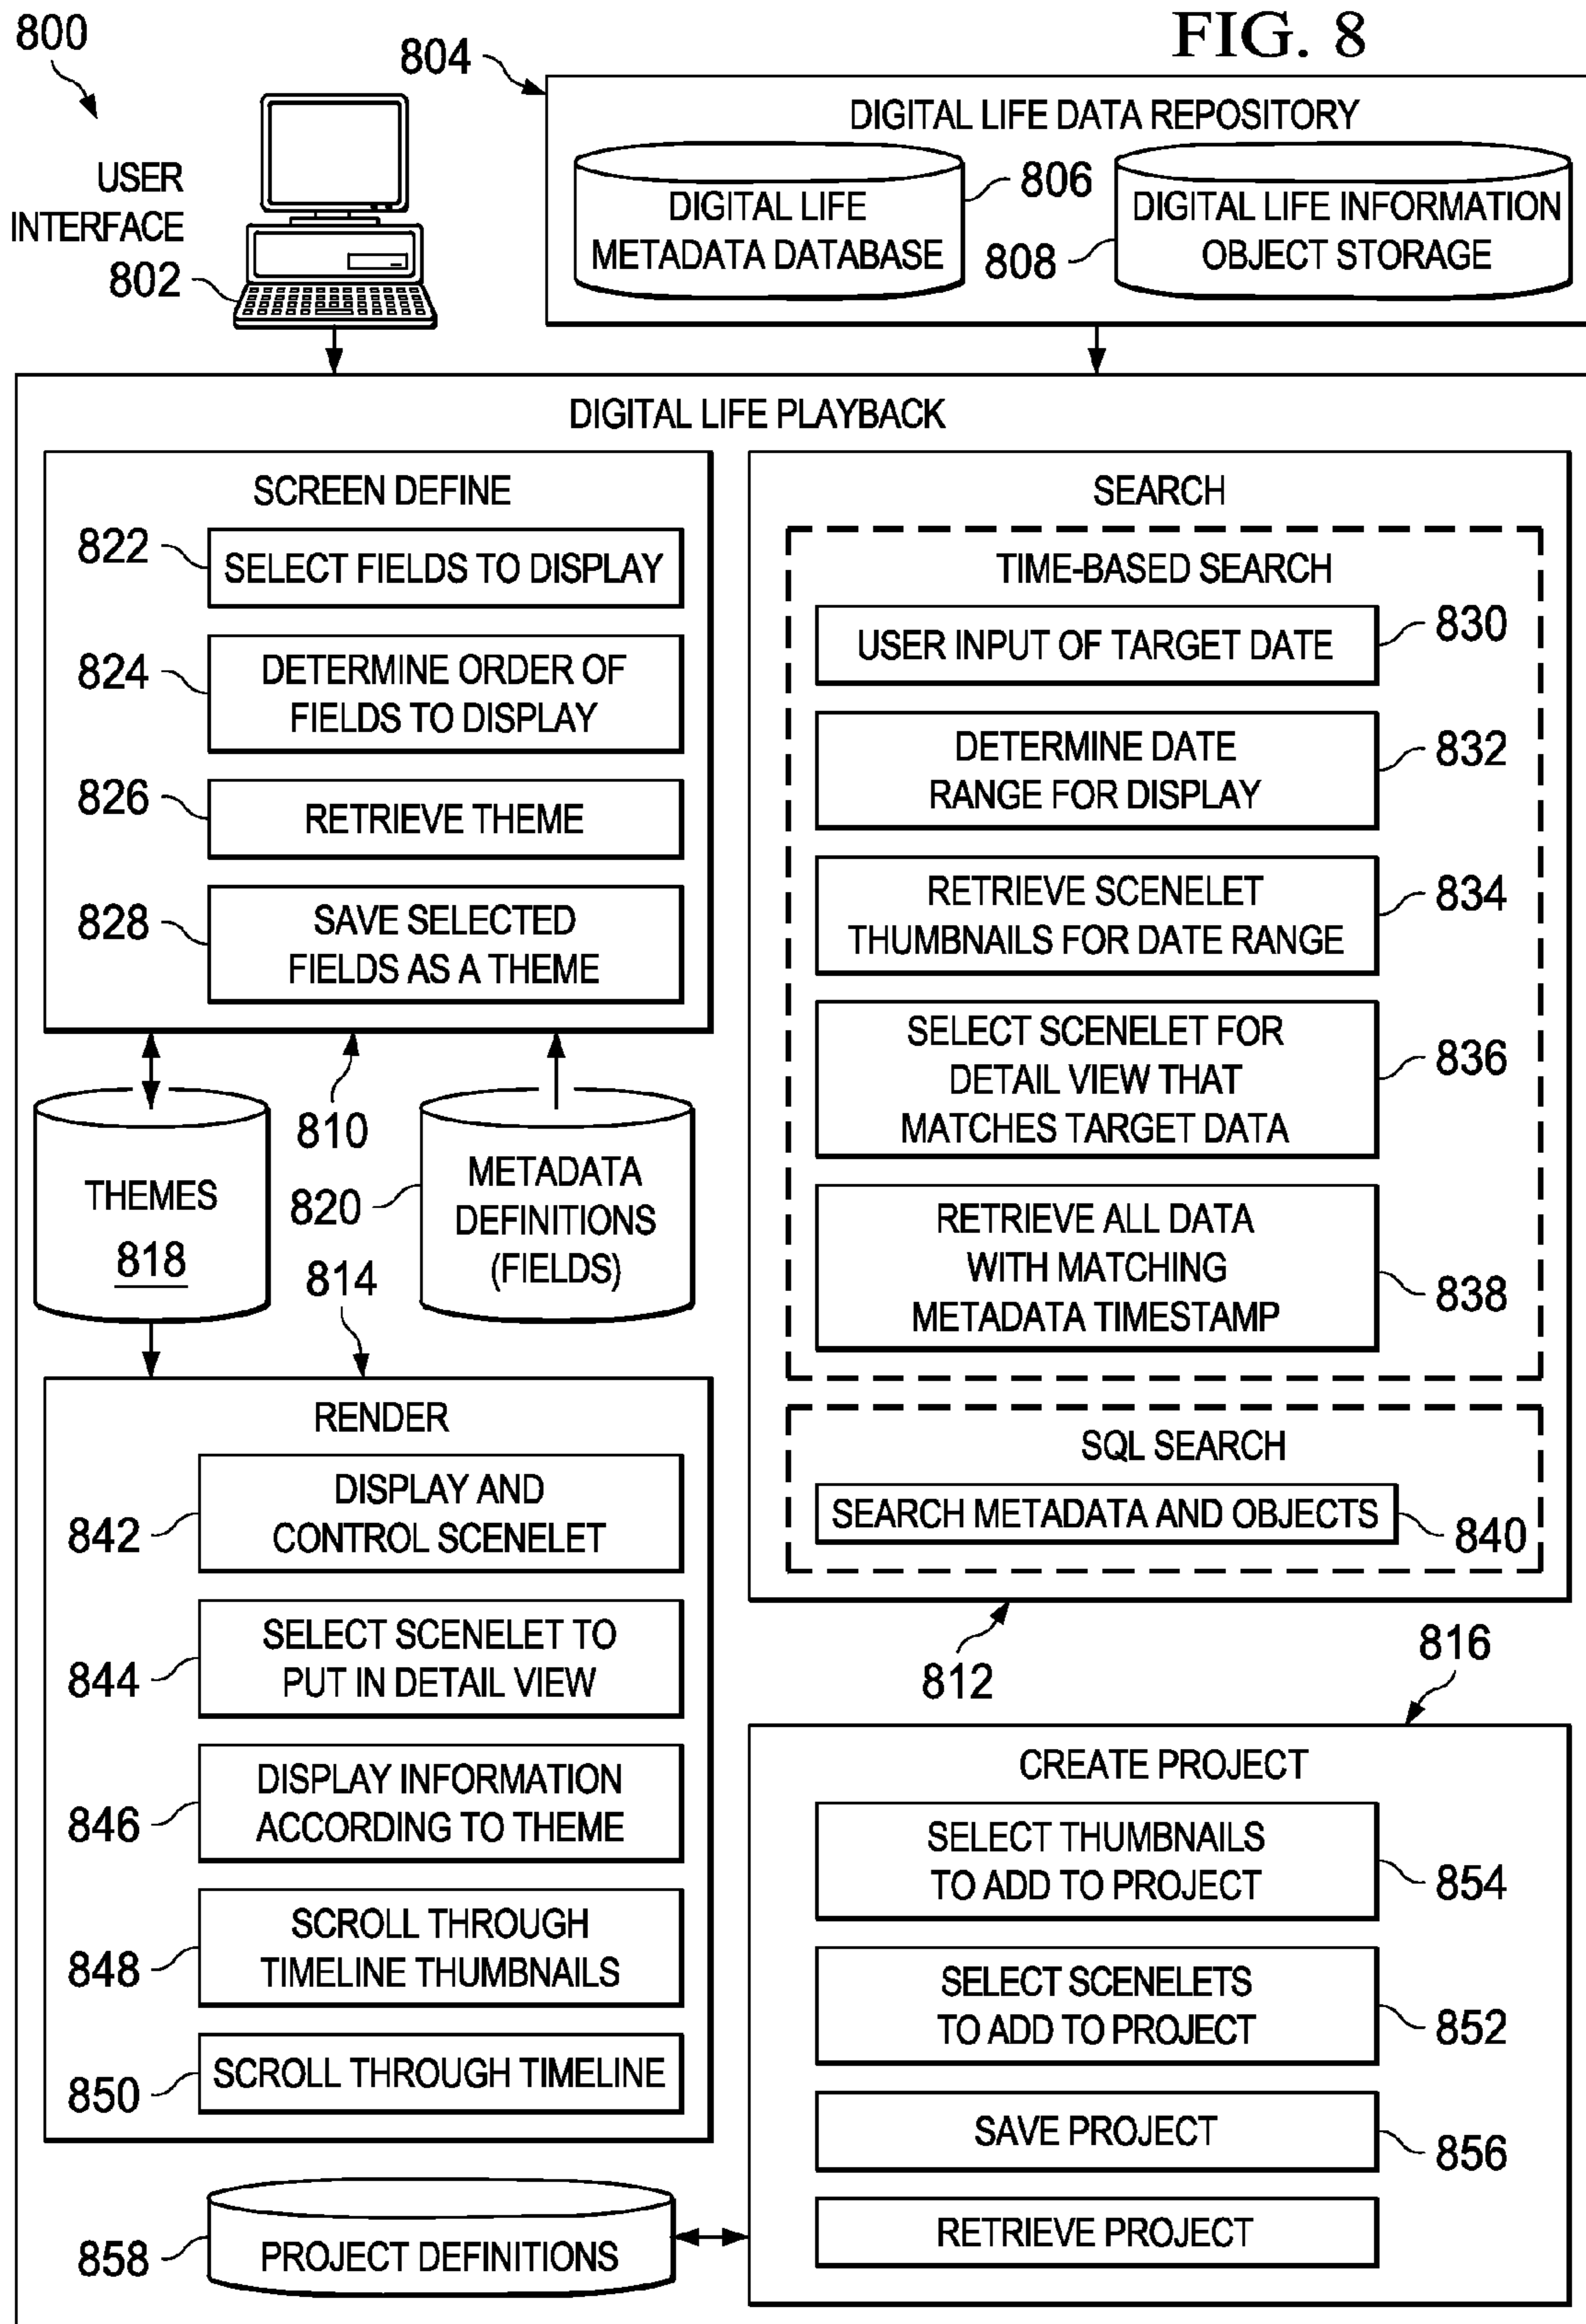 FIG. 8
800
804
USER
INTERFACE
802
DIGITAL LIFE DATA REPOSITORY
DIGITAL LIFE
METADATA DATABASE
806
808
DIGITAL LIFE INFORMATION
OBJECT STORAGE
DIGITAL LIFE PLAYBACK
SCREEN DEFINE
822
SELECT FIELDS TO DISPLAY
824
DETERMINE ORDER OF
FIELDS TO DISPLAY
826
RETRIEVE THEME
828
SAVE SELECTED
FIELDS AS A THEME
810
THEMES
818
820
METADATA
DEFINITIONS
(FIELDS)
814
RENDER
842
DISPLAY AND
CONTROL SCENELET
844
SELECT SCENELET TO
PUT IN DETAIL VIEW
846
DISPLAY INFORMATION
ACCORDING TO THEME
848
SCROLL THROUGH
TIMELINE THUMBNAILS
850
SCROLL THROUGH TIMELINE
858
PROJECT DEFINITIONS
SEARCH
TIME-BASED SEARCH
USER INPUT OF TARGET DATE
830
DETERMINE DATE
RANGE FOR DISPLAY
832
RETRIEVE SCENELET
THUMBNAILS FOR DATE RANGE
834
SELECT SCENELET FOR
DETAIL VIEW THAT
MATCHES TARGET DATA
836
RETRIEVE ALL DATA
WITH MATCHING
METADATA TIMESTAMP
838
SQL SEARCH
SEARCH METADATA AND OBJECTS
840
812
816
CREATE PROJECT
SELECT THUMBNAILS
TO ADD TO PROJECT
854
SELECT SCENELETS
TO ADD TO PROJECT
852
SAVE PROJECT
856
RETRIEVE PROJECT